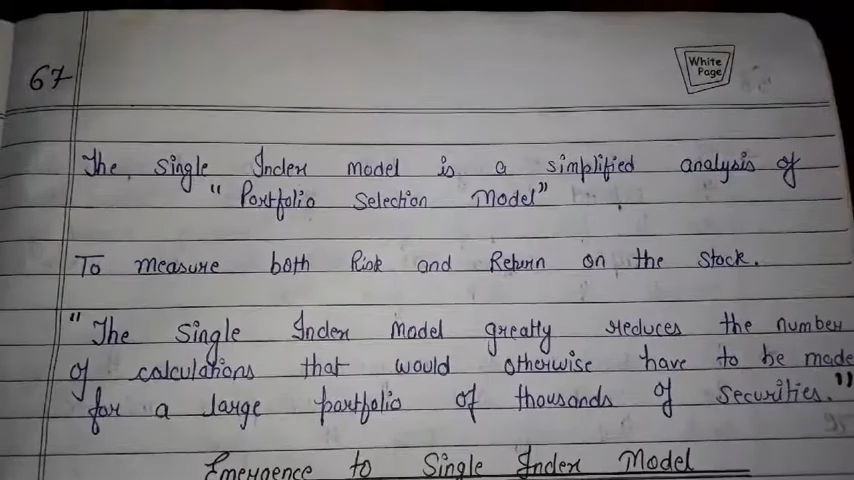 67
White
Page
The Single Index model is a simplified analysis of
" Portfolio Selection Model"
To measure both Risk and Return on the stock.
" The Single Index Model greatly reduces the number
of calculations that would otherwise have to be made
for a large portfolio of thousands of securities."
Emergence to Single Index Model